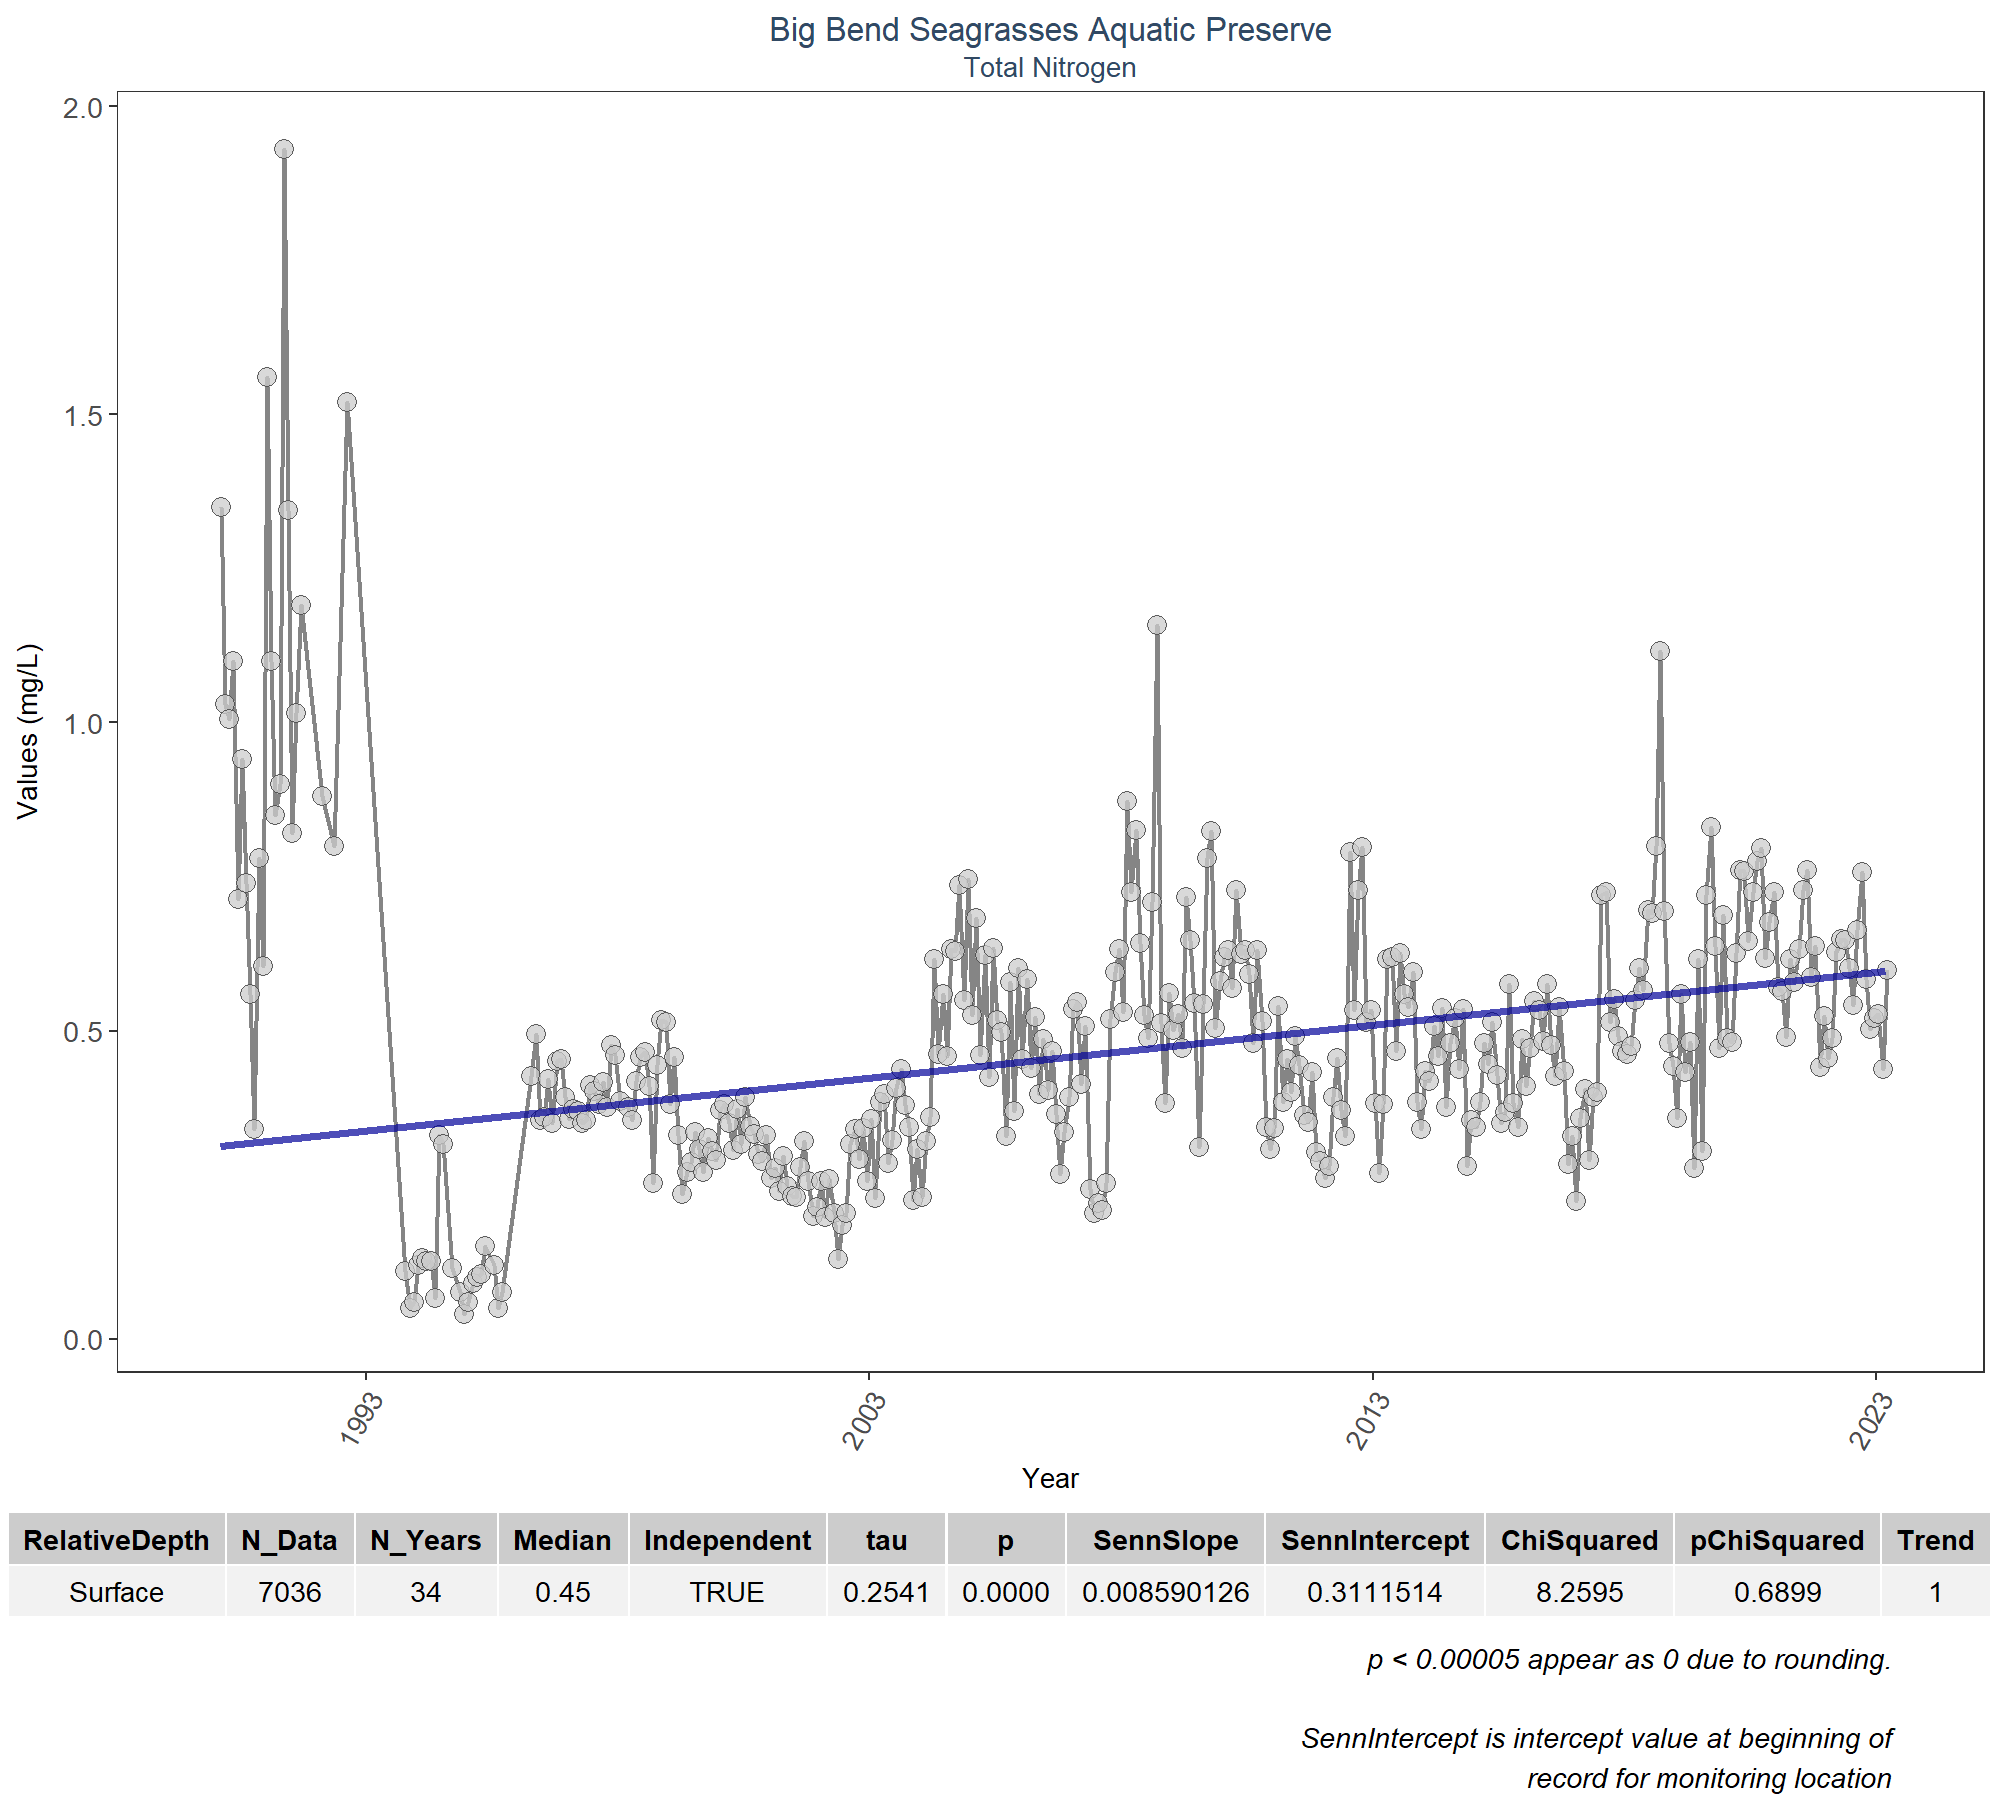 Big Bend Seagrasses Aquatic Preserve
Total Nitrogen
2.0
1.5
1.0
0.5
0.0
Values (mg/L)
1993
2003
2013
2023
Year
RelativeDepth N_Data N_Years Median Independent tau p SennSlope SennIntercept ChiSquared pChiSquared Trend
Surface 7036 34 0.45 TRUE 0.2541 0.0000 0.008590126 0.3111514 8.2595 0.6899 1
p < 0.00005 appear as 0 due to rounding.
SennIntercept is intercept value at beginning of
record for monitoring location